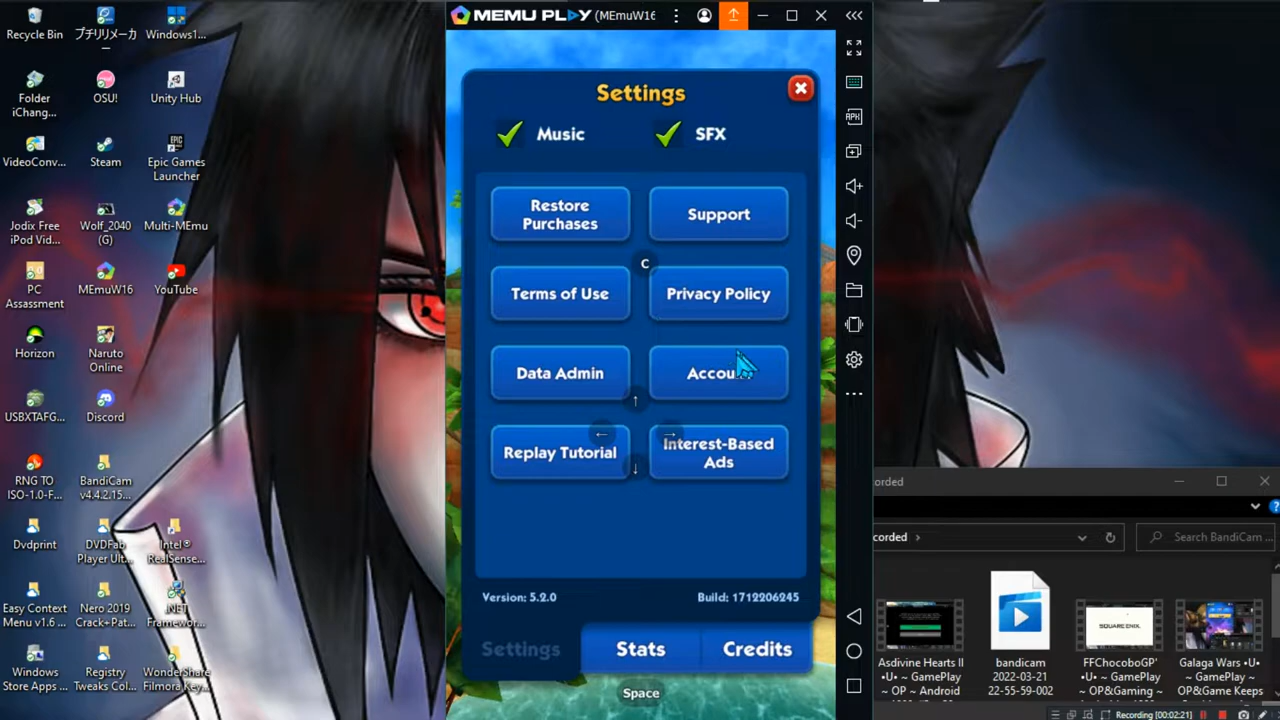 Recycle Bin
プチリメーカー
Windows1...
Folder
iChang...
OSU!
Unity Hub
VideoConv...
Steam
Epic Games
Launcher
Jodix Free
iPod Vid...
Wolf_2040
(G)
Multi-MEmu
PC
Assassment
MEmuW16
YouTube
Horizon
Naruto
Online
USBXTAFG...
Discord
RNG TO
ISO-1.0-F...
BandiCam
v4.4.2.15...
Dvdprint
DVDFab
Player Ult...
Intel®
RealSense...
Easy Context
Menu v1.6 ...
Nero 2019
Crack+Pat...
.NET
Framewor...
Windows
Store Apps ...
Registry
Tweaks Col...
WonderShare
Filmora Key...
MEMU PLAY (MEmuW16
APK
Settings
Music
SFX
Restore
Purchases
Support
C
Terms of Use
Privacy Policy
Data Admin
Accou
Replay Tutorial
Interest-Based
Ads
Version: 5.2.0
Build: 1712206245
Settings
Stats
Credits
Space
orded
corded
Search BandiCam ...
SQUARE ENIX.
Asdivine Hearts II
•U• ~ GamePlay
~ OP ~ Android
bandicam
2022-03-21
22-55-59-002
FFChocoboGP'
•U• ~ GamePlay
~ OP&Gaming ~
Galaga Wars •U•
~ GamePlay ~
OP&Game Keeps
Recording [00:02:21]